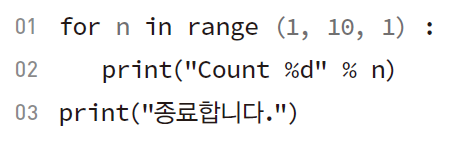 01 for n in range (1, 10, 1) :
02 print("Count %d" % n)
03 print("종료합니다.")